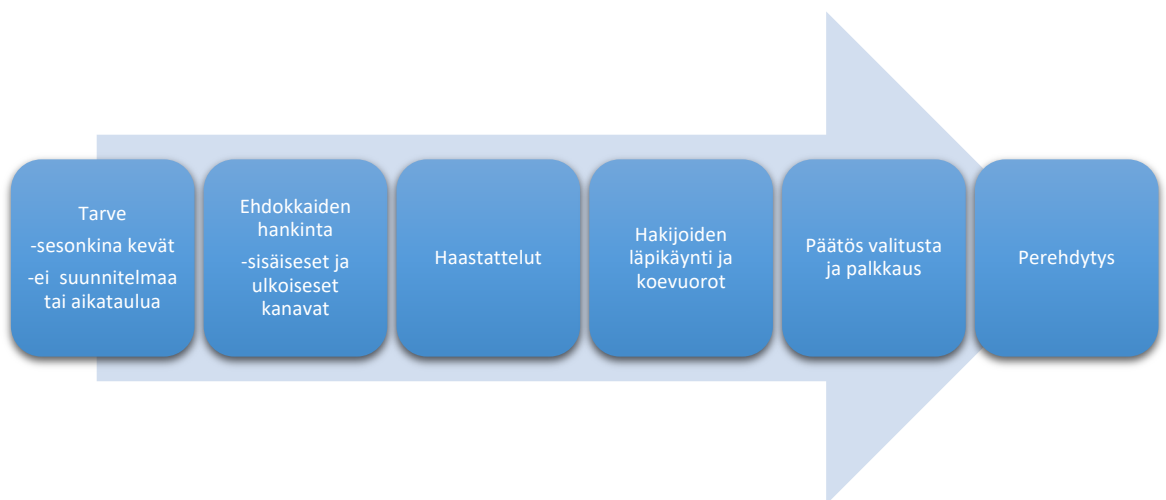 Tarve
-sesonkina kevät
-ei suunnitelmaa
tai aikataulua
Ehdokkaiden
hankinta
-sisäiseset ja
ulkoiseset
kanavat
Haastattelut
Hakijoiden
läpikäynti ja
koevuorot
Päätös valitusta
ja palkkaus
Perehdytys